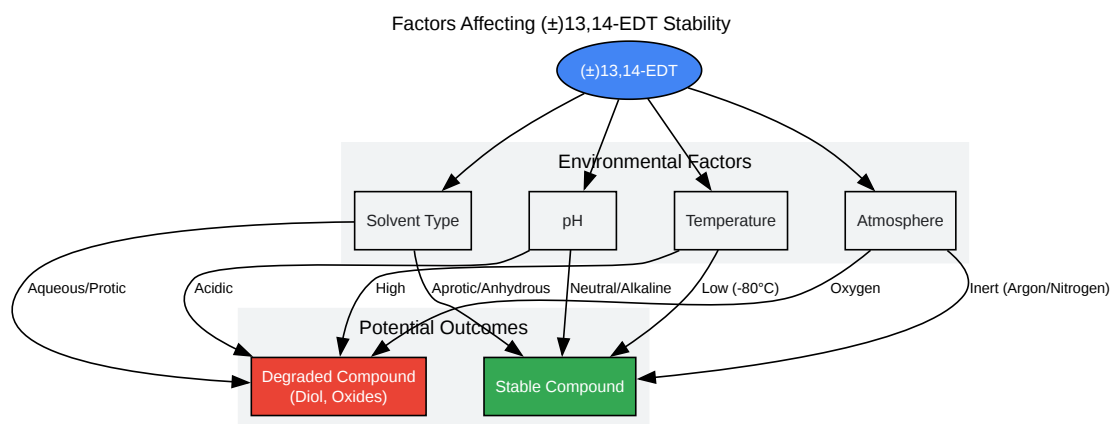 Factors Affecting (±)13,14-EDT Stability
(±)13,14-EDT
Environmental Factors
Solvent Type
pH
Temperature
Atmosphere
Aqueous/Protic
Acidic
High
Aprotic/Anhydrous
Neutral/Alkaline
Low (-80°C)
Oxygen
Inert (Argon/Nitrogen)
Potential Outcomes
Degraded Compound
(Diol, Oxides)
Stable Compound